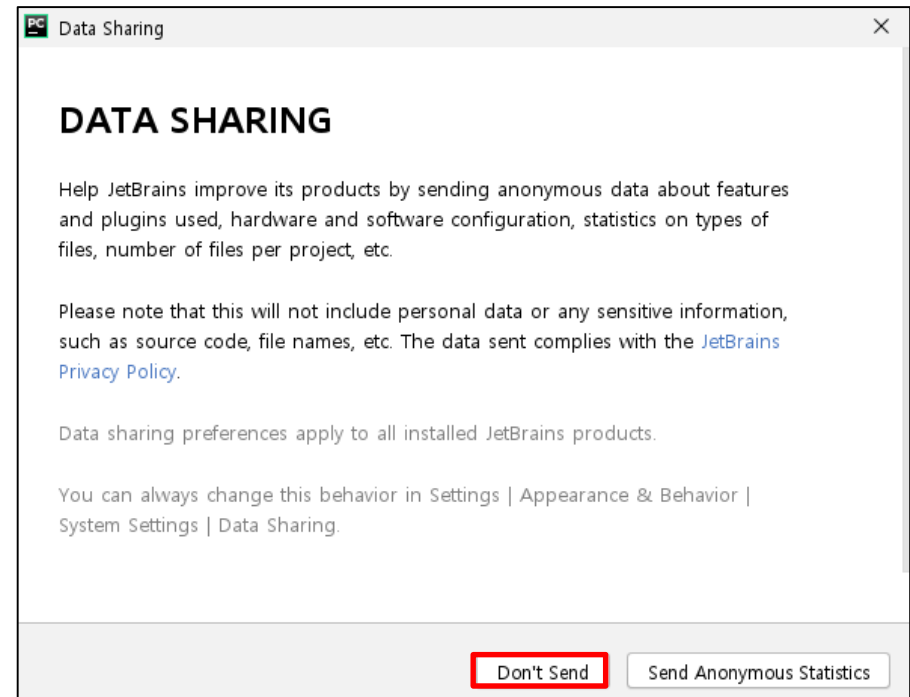 PC Data Sharing
DATA SHARING
Help JetBrains improve its products by sending anonymous data about features
and plugins used, hardware and software configuration, statistics on types of
files, number of files per project, etc.
Please note that this will not include personal data or any sensitive information,
such as source code, file names, etc. The data sent complies with the JetBrains
Privacy Policy.
Data sharing preferences apply to all installed JetBrains products.
You can always change this behavior in Settings | Appearance & Behavior |
System Settings | Data Sharing.
Don't Send Send Anonymous Statistics